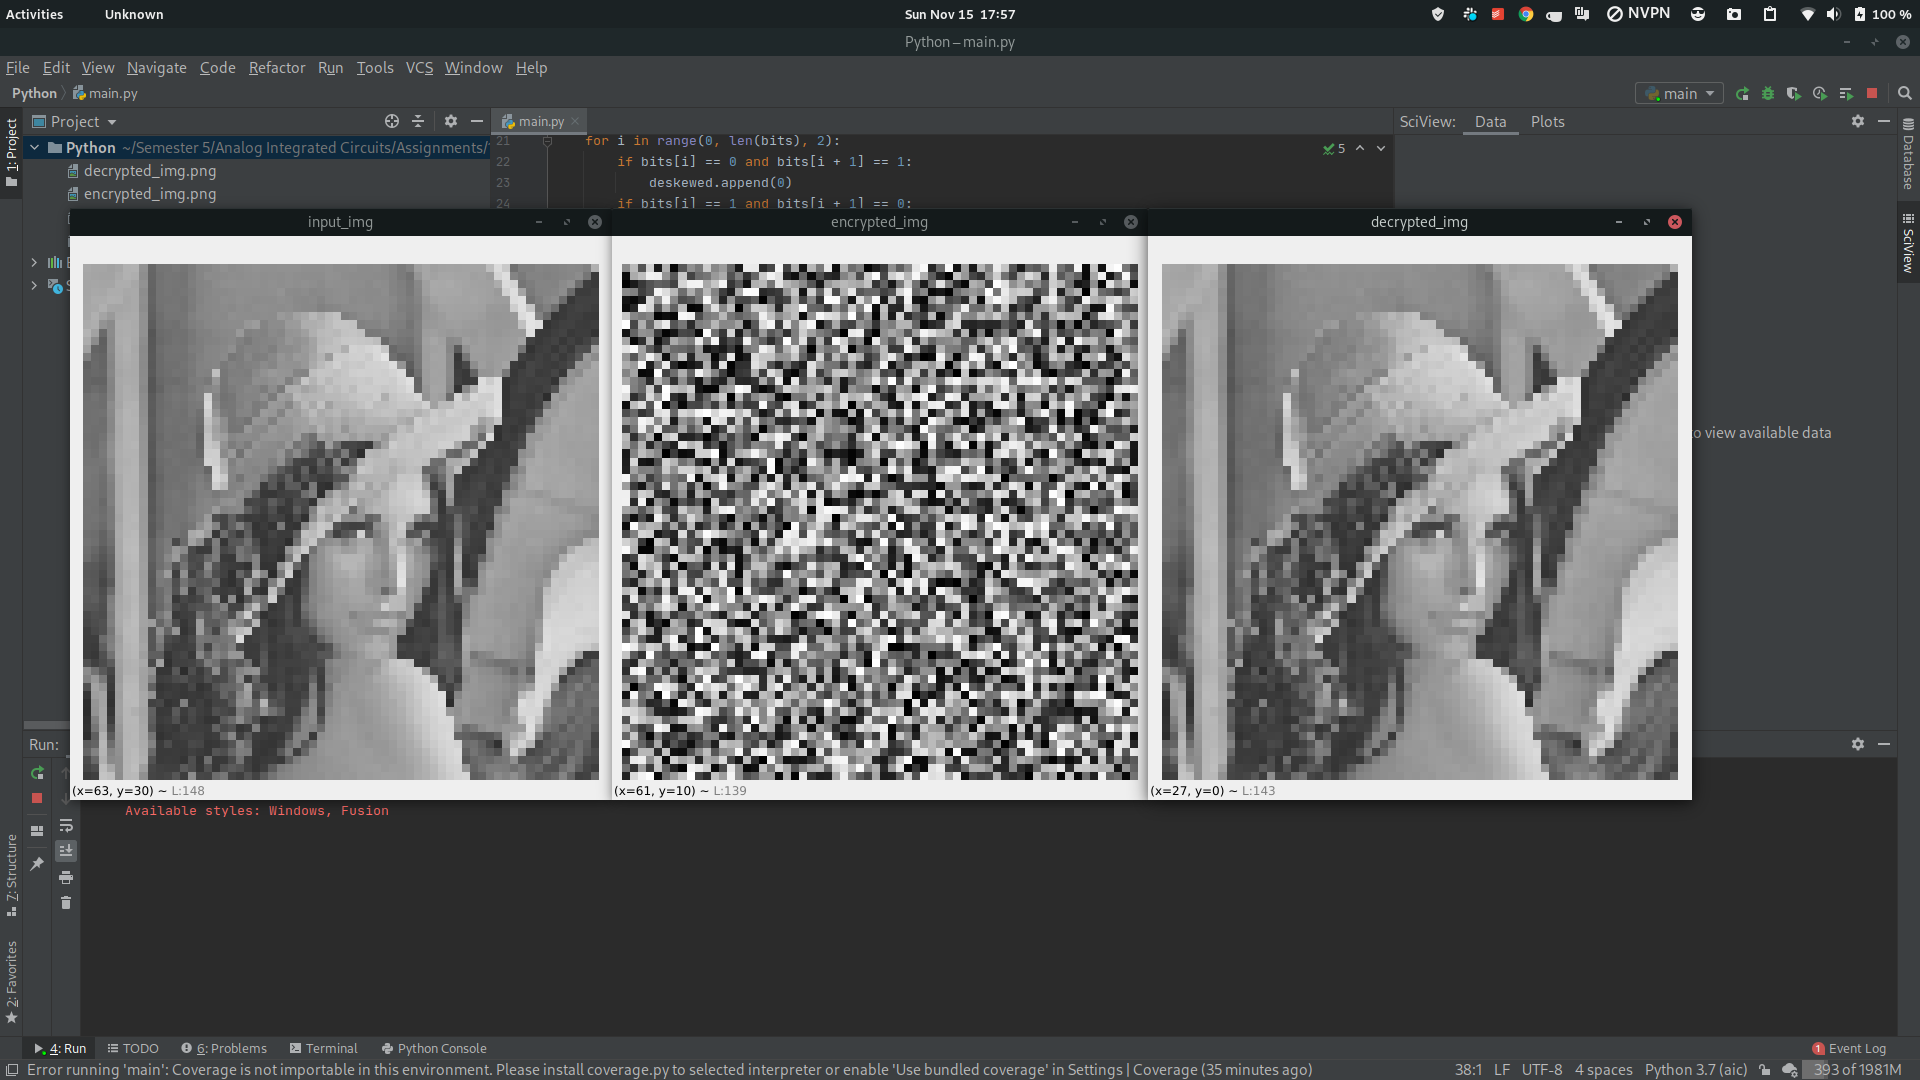 Activities Unknown Sun Nov 15 17:57 NVPN 100 %
Python – main.py
File Edit View Navigate Code Refactor Run Tools VCS Window Help
Python main.py main
1: Project Project main.py SciView: Data Plots
Python ~/Semester 5/Analog Integrated Circuits/Assignments/
decrypted_img.png
encrypted_img.png
21 for i in range(0, len(bits), 2):
22 if bits[i] == 0 and bits[i + 1] == 1:
23 deskewed.append(0)
24 if bits[i] == 1 and bits[i + 1] == 0:
5
Database
SciView
input_img encrypted_img decrypted_img
to view available data
(x=63, y=30) ~ L:148 (x=61, y=10) ~ L:139 (x=27, y=0) ~ L:143
Run:
Available styles: Windows, Fusion
7: Structure
2: Favorites
4: Run TODO 6: Problems Terminal Python Console 1 Event Log
Error running 'main': Coverage is not importable in this environment. Please install coverage.py to selected interpreter or enable 'Use bundled coverage' in Settings | Coverage (35 minutes ago) 38:1 LF UTF-8 4 spaces Python 3.7 (aic) 393 of 1981M